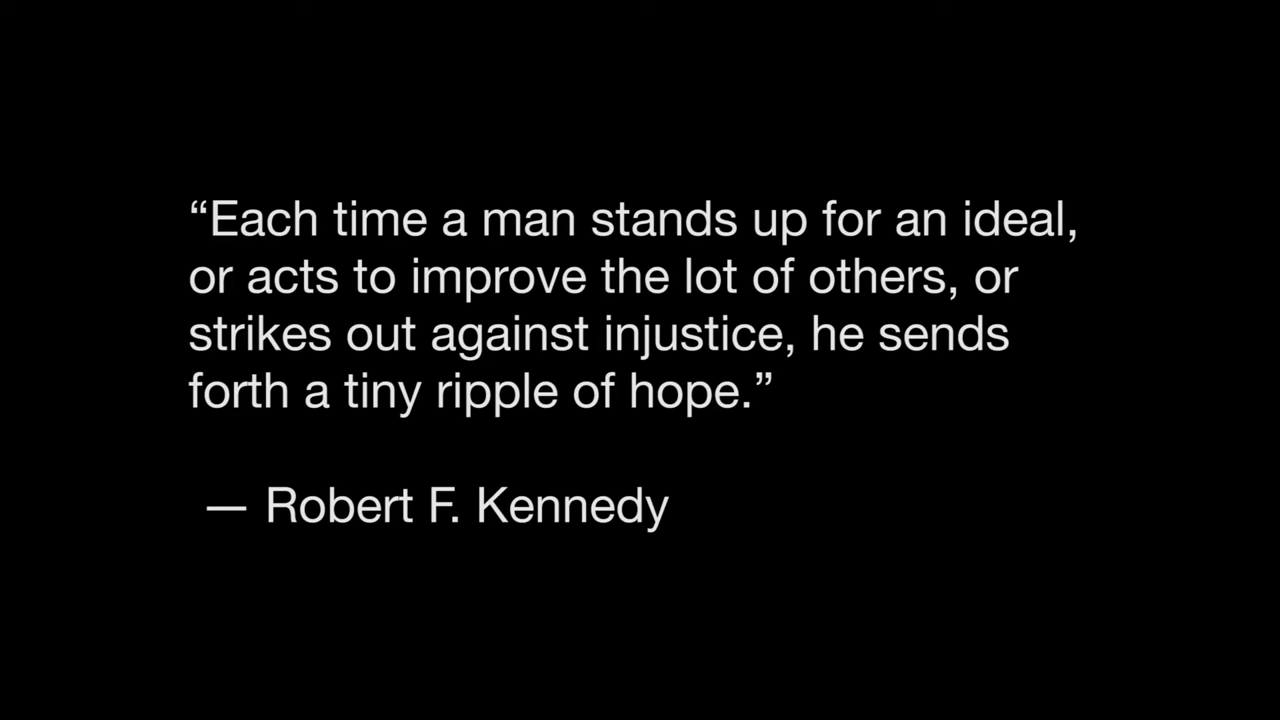 “Each time a man stands up for an ideal,
or acts to improve the lot of others, or
strikes out against injustice, he sends
forth a tiny ripple of hope.”
— Robert F. Kennedy